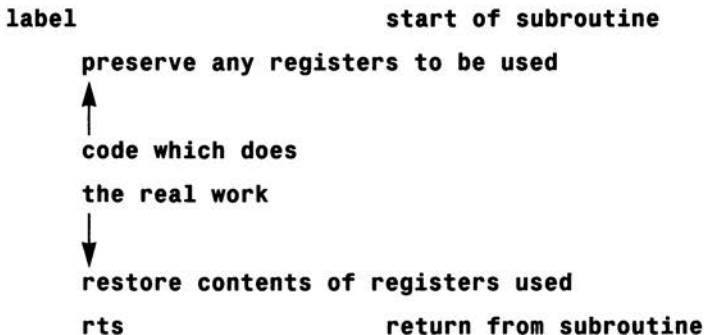 label start of subroutine
preserve any registers to be used
code which does
the real work
restore contents of registers used
rts return from subroutine